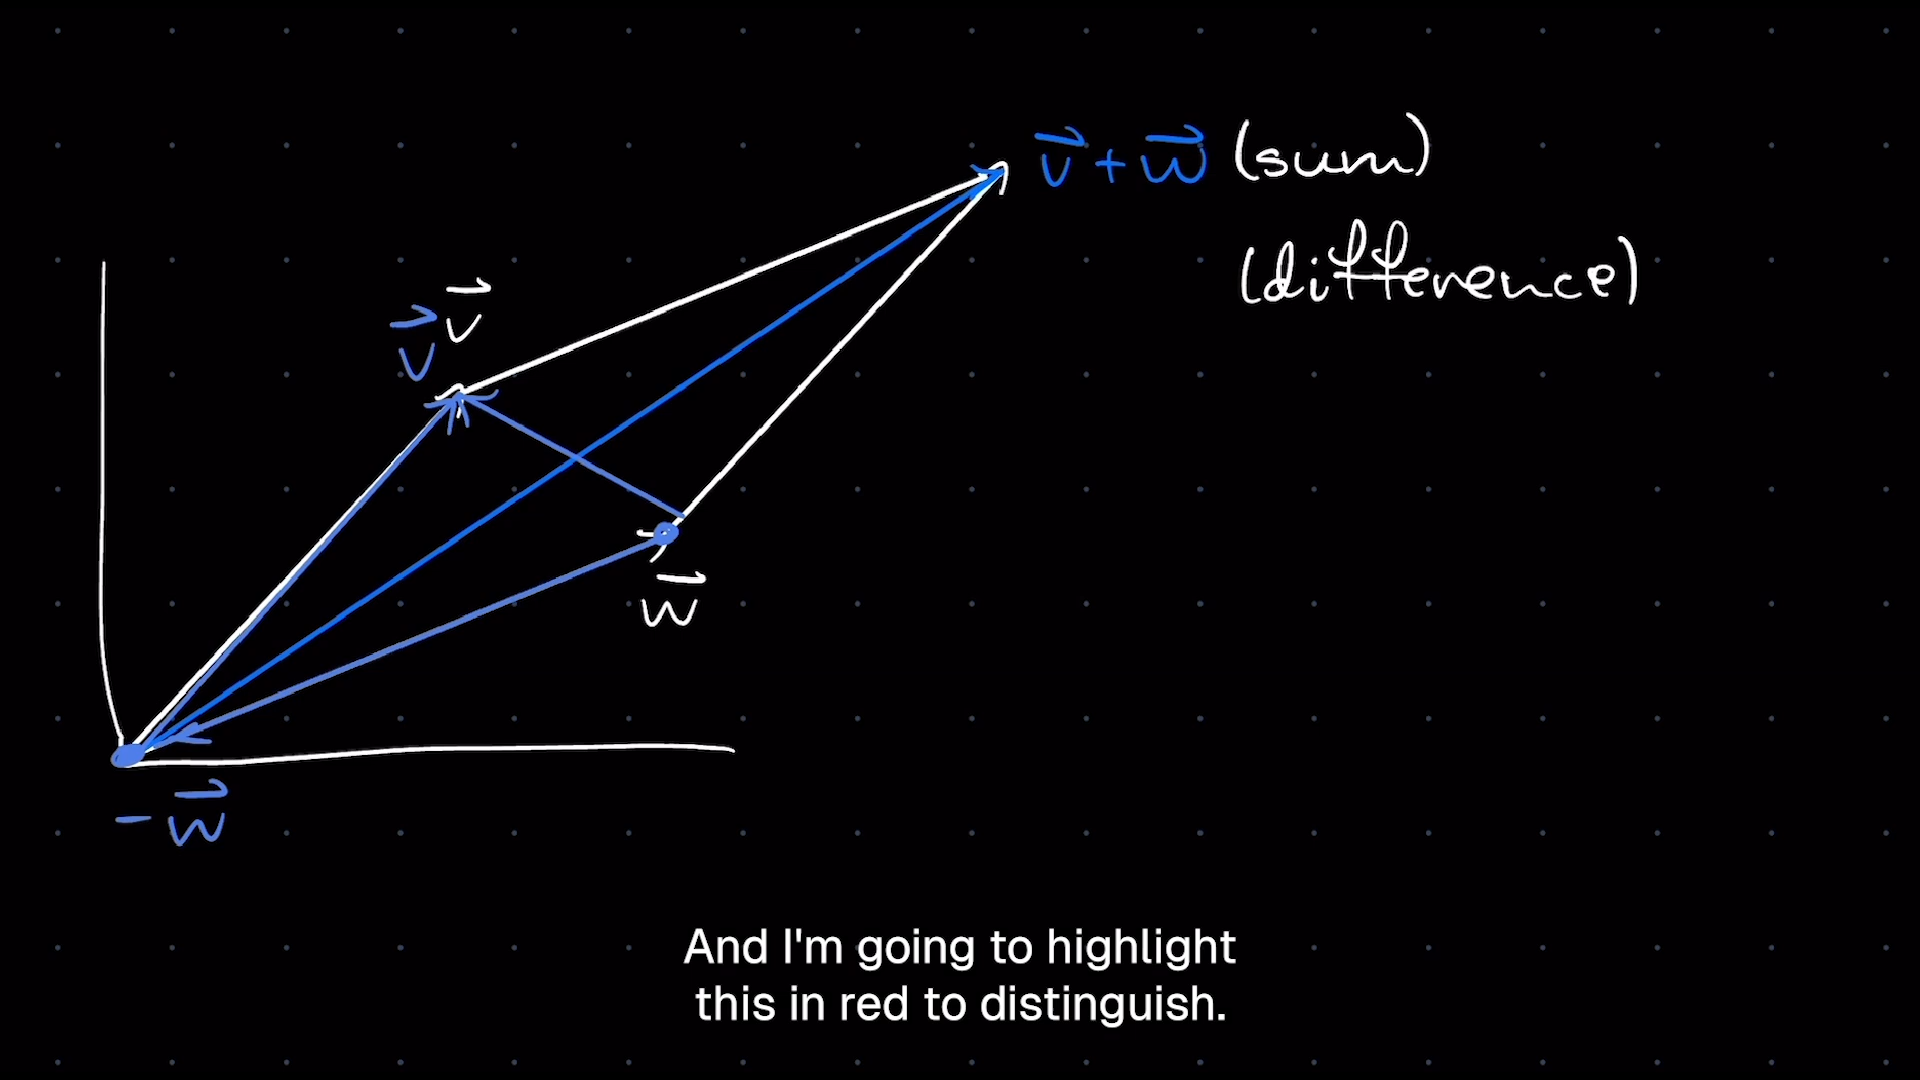 v⃗ + w⃗ (sum)
(difference)
v⃗ v⃗
w⃗
-w⃗
And I'm going to highlight
this in red to distinguish.